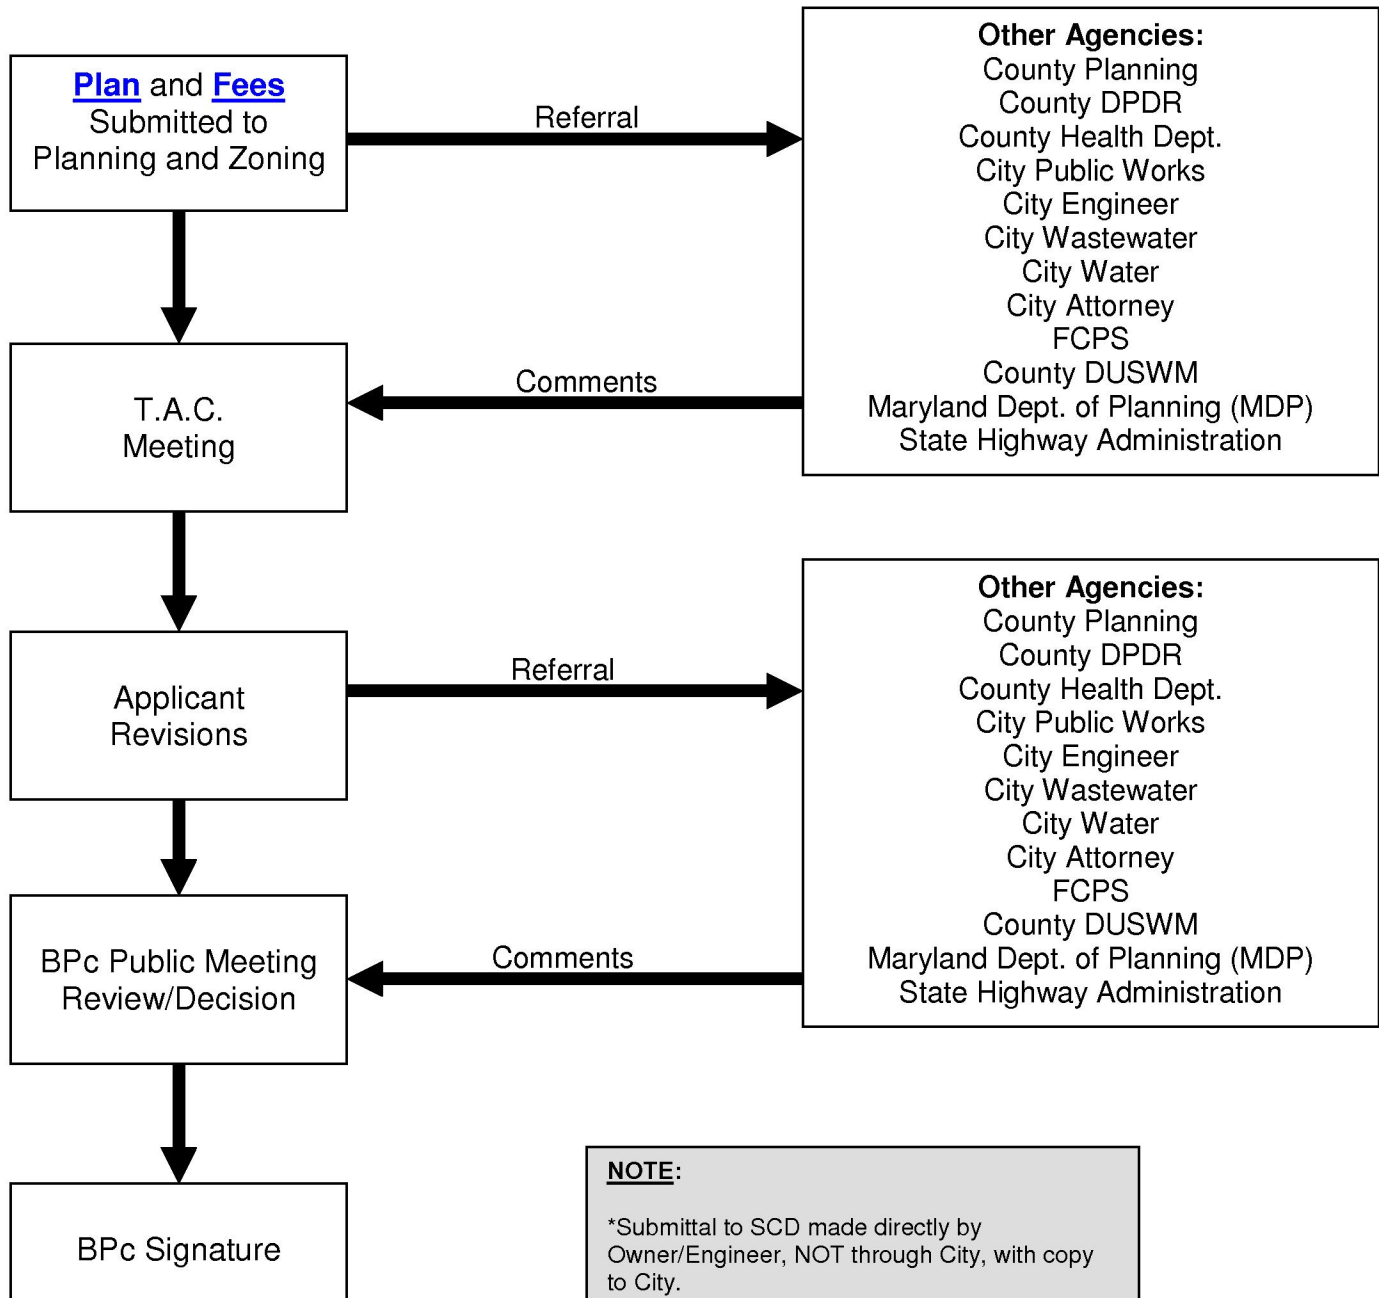 Plan and Fees
Submitted to
Planning and Zoning
Referral
Other Agencies:
County Planning
County DPDR
County Health Dept.
City Public Works
City Engineer
City Wastewater
City Water
City Attorney
FCPS
County DUSWM
Maryland Dept. of Planning (MDP)
State Highway Administration
Comments
T.A.C.
Meeting
Applicant
Revisions
Referral
Other Agencies:
County Planning
County DPDR
County Health Dept.
City Public Works
City Engineer
City Wastewater
City Water
City Attorney
FCPS
County DUSWM
Maryland Dept. of Planning (MDP)
State Highway Administration
Comments
BPc Public Meeting
Review/Decision
BPc Signature
NOTE:
*Submittal to SCD made directly by
Owner/Engineer, NOT through City, with copy
to City.